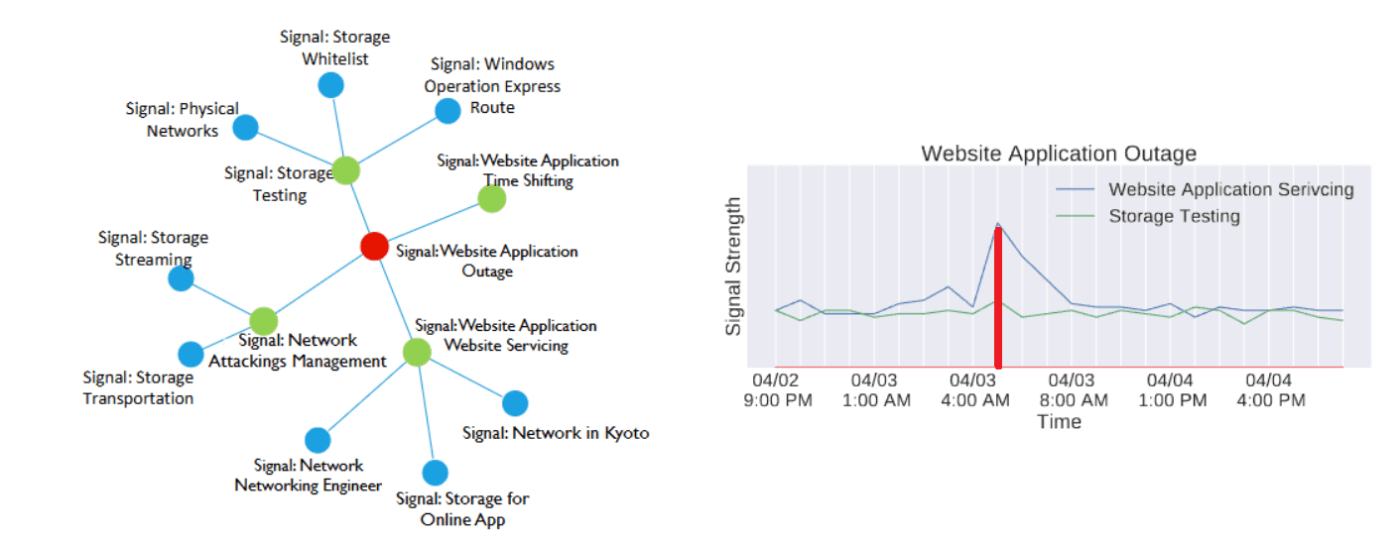 Signal: Storage
Whitelist
Signal: Windows
Operation Express
Route
Signal: Physical
Networks
Signal: Website Application
Time Shifting
Signal: Storage
Testing
Signal: Storage
Streaming
Signal: Website Application
Outage
Signal: Website Application
Website Servicing
Signal: Network
Attackings Management
Signal: Storage
Transportation
Signal: Network in Kyoto
Signal: Network
Networking Engineer
Signal: Storage for
Online App
Website Application Outage
Website Application Serivcing
Storage Testing
Signal Strength
04/02 04/03 04/03 04/03 04/04 04/04
9:00 PM 1:00 AM 4:00 AM 8:00 AM 1:00 PM 4:00 PM
Time